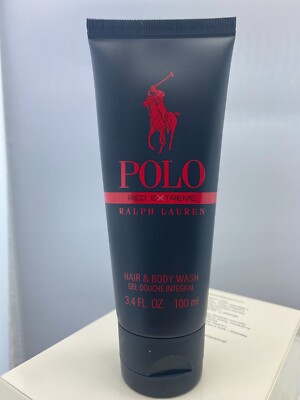 POLO
RED EXTREME
RALPH LAUREN
HAIR & BODY WASH
GEL DOUCHE INTÉGRAL
3.4 FL. OZ. 100 ml